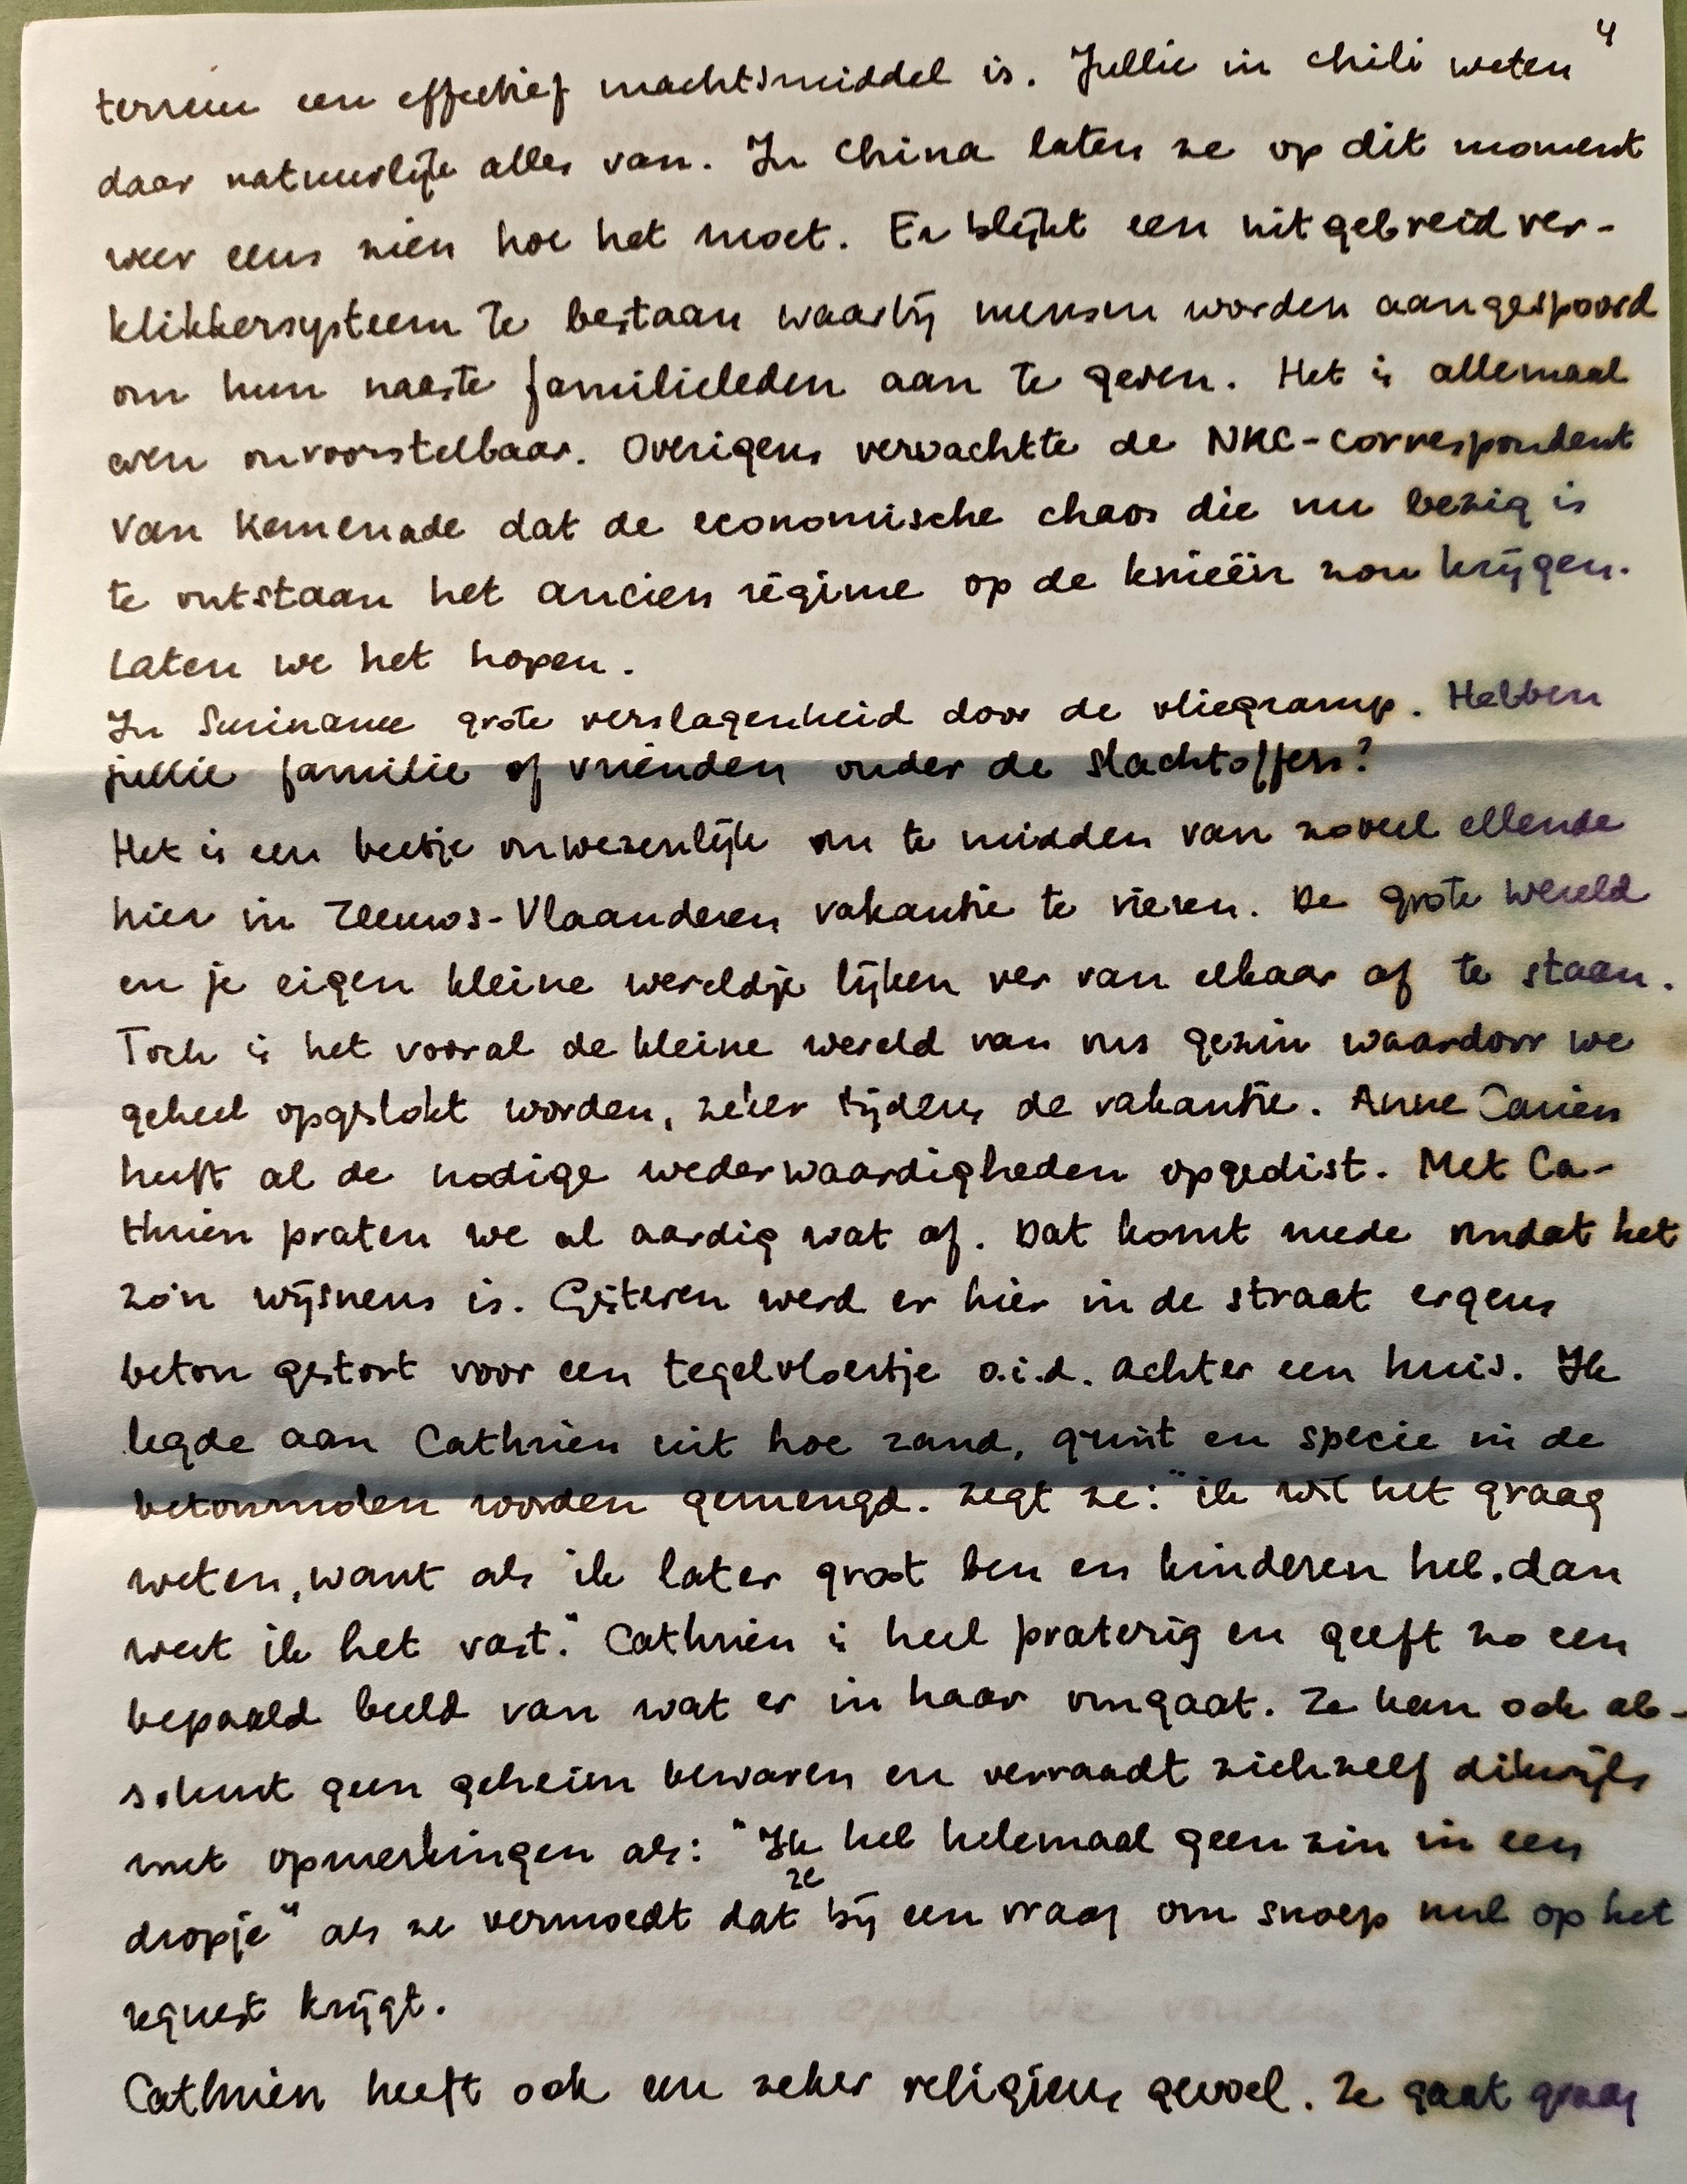 4
terreur een effectief machtsmiddel is. Jullie in Chili weten
daar natuurlijk alles van. In China laten ze op dit moment
weer eens zien hoe het moet. Er blijkt een uitgebreid ver-
klikkersysteem te bestaan waarbij mensen worden aangespoord
om hun naaste familieleden aan te geven. Het is allemaal
even onvoorstelbaar. Overigens verwachtte de NRC-correspondent
van Kemenade dat de economische chaos die nu bezig is
te ontstaan het ancien régime op de knieën zou krijgen.
Laten we het hopen.
In Suriname grote verslagenheid door de vliegramp. Hebben
jullie familie of vrienden onder de slachtoffers?
Het is een beetje onwezenlijk om te midden van zoveel ellende
hier in Zeeuws-Vlaanderen vakantie te vieren. De grote wereld
en je eigen kleine wereldje lijken ver van elkaar af te staan.
Toch is het vooral de kleine wereld van ons gezin waardoor we
geheel opgeslokt worden, zeker tijdens de vakantie. Anne Carien
heeft al de nodige wederwaardigheden opgedist. Met Ca-
thrien praten we al aardig wat af. Dat komt mede omdat het
zo'n wijsneus is. Gisteren werd er hier in de straat ergens
beton gestort voor een tegelvloertje o.i.d. achter een huis. Ik
legde aan Cathrien uit hoe zand, grint en specie in de
betonmolen worden gemengd. Zegt ze: "ik wil het graag
weten, want als ik later groot ben en kinderen heb, dan
weet ik het vast." Cathrien is heel praterig en geeft zo een
bepaald beeld van wat er in haar omgaat. Ze kan ook ab-
soluut geen geheim bewaren en verraadt zichzelf dikwijls
met opmerkingen als: "Ik heb helemaal geen zin in een
dropje" als ze vermoedt dat ze bij een vraag om snoep nul op het
request krijgt.
Cathrien heeft ook een zeker religieus gevoel. Ze gaat graag